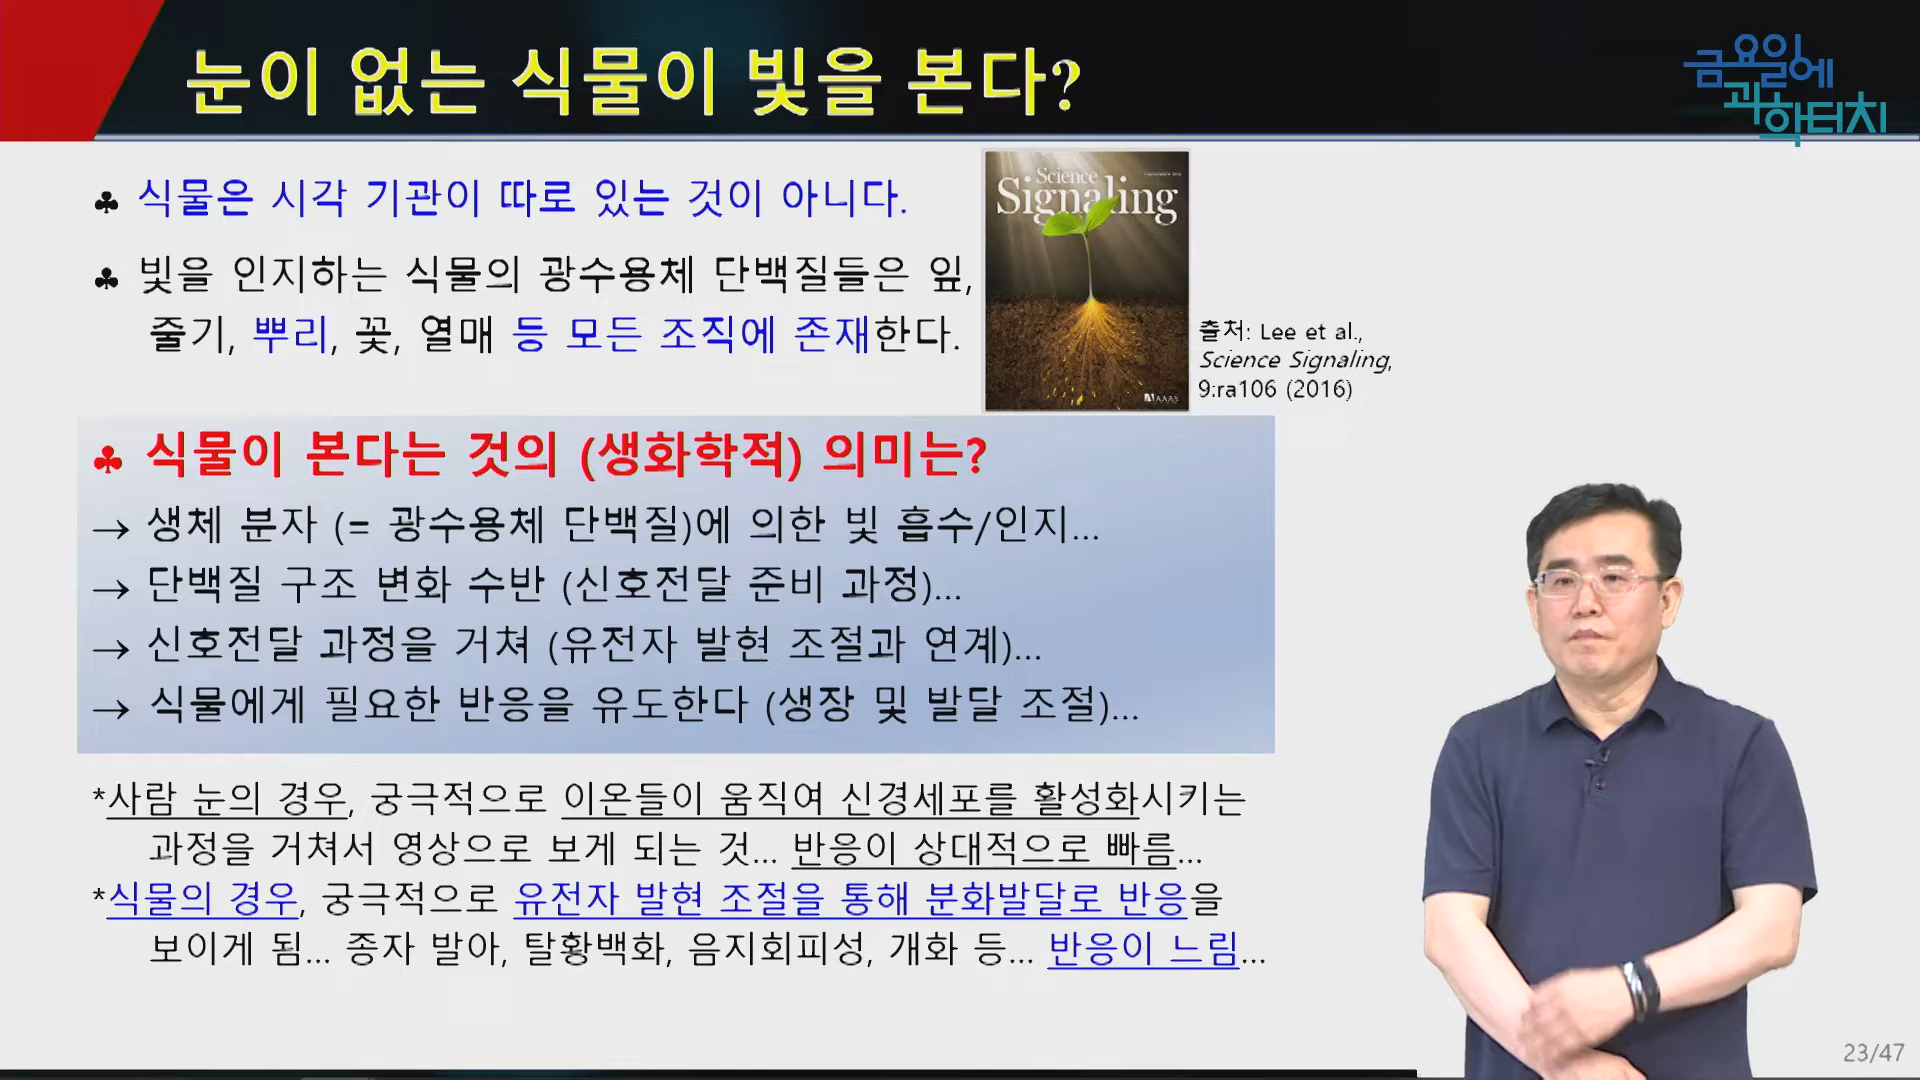 눈이 없는 식물이 빛을 본다?
금요일에
과학터치
♣ 식물은 시각 기관이 따로 있는 것이 아니다.
♣ 빛을 인지하는 식물의 광수용체 단백질들은 잎,
줄기, 뿌리, 꽃, 열매 등 모든 조직에 존재한다.
Science
Signaling
AAAS
출처: Lee et al.,
Science Signaling,
9:ra106 (2016)
♣ 식물이 본다는 것의 (생화학적) 의미는?
→ 생체 분자 (= 광수용체 단백질)에 의한 빛 흡수/인지...
→ 단백질 구조 변화 수반 (신호전달 준비 과정)...
→ 신호전달 과정을 거쳐 (유전자 발현 조절과 연계)...
→ 식물에게 필요한 반응을 유도한다 (생장 및 발달 조절)...
*사람 눈의 경우, 궁극적으로 이온들이 움직여 신경세포를 활성화시키는
과정을 거쳐서 영상으로 보게 되는 것... 반응이 상대적으로 빠름...
*식물의 경우, 궁극적으로 유전자 발현 조절을 통해 분화발달로 반응을
보이게 됨... 종자 발아, 탈황백화, 음지회피성, 개화 등... 반응이 느림...
23/47